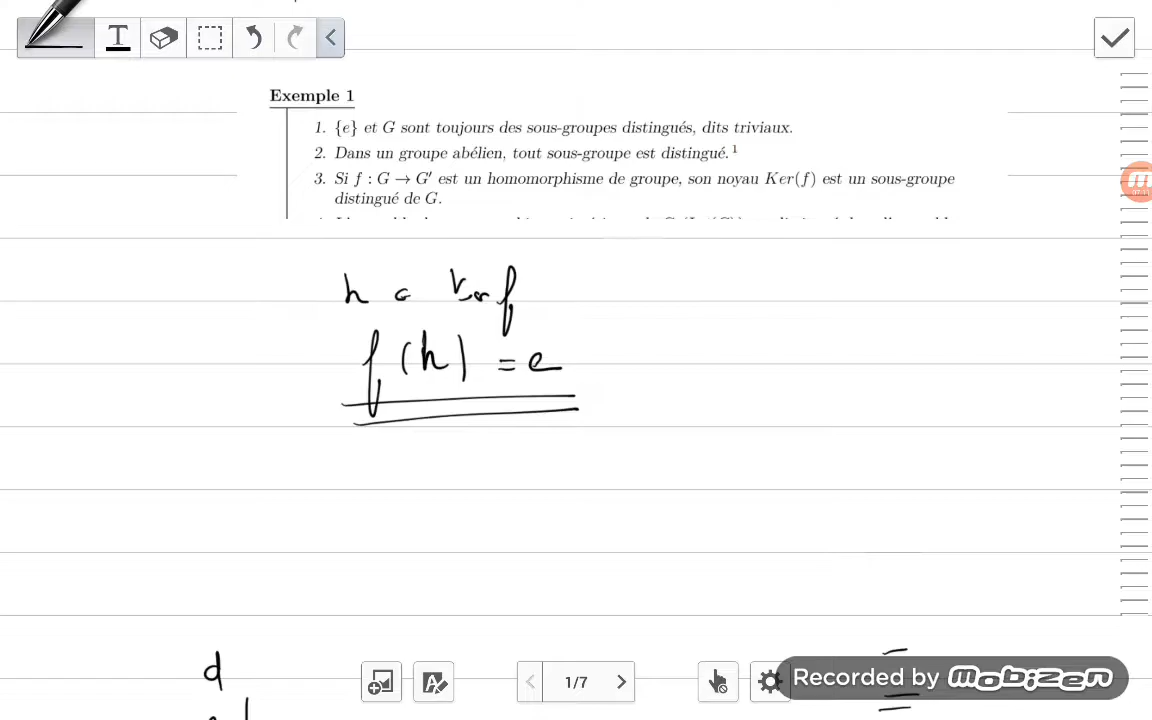 T
Exemple 1
1. {e} et G sont toujours des sous-groupes distingués, dits triviaux.
2. Dans un groupe abélien, tout sous-groupe est distingué.¹
3. Si f : G → G′ est un homomorphisme de groupe, son noyau Ker(f) est un sous-groupe
distingué de G.
h ∈ Ker f
f(h) = e
d
1/7
Recorded by mobizen